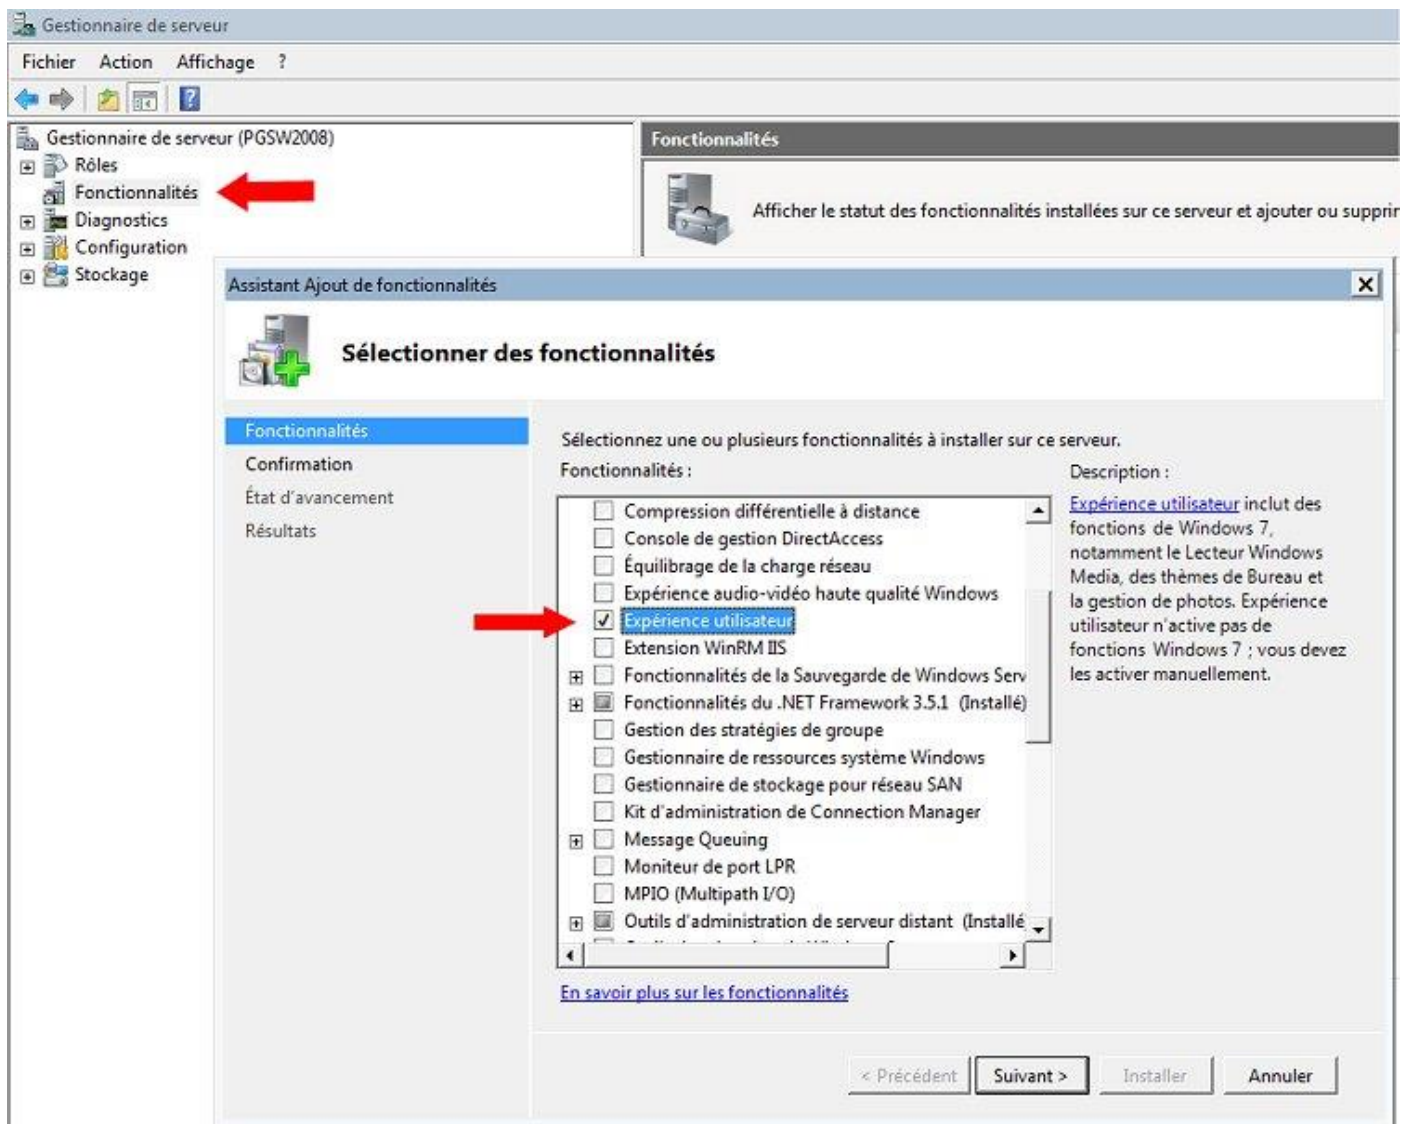 Gestionnaire de serveur
Fichier Action Affichage ?
Gestionnaire de serveur (PGSW2008)
Rôles
Fonctionnalités
Diagnostics
Configuration
Stockage
Fonctionnalités
Afficher le statut des fonctionnalités installées sur ce serveur et ajouter ou supprir
Assistant Ajout de fonctionnalités
Sélectionner des fonctionnalités
Fonctionnalités
Confirmation
État d'avancement
Résultats
Sélectionnez une ou plusieurs fonctionnalités à installer sur ce serveur.
Fonctionnalités :
Compression différentielle à distance
Console de gestion DirectAccess
Équilibrage de la charge réseau
Expérience audio-vidéo haute qualité Windows
Expérience utilisateur
Extension WinRM IIS
Fonctionnalités de la Sauvegarde de Windows Serv
Fonctionnalités du .NET Framework 3.5.1 (Installé)
Gestion des stratégies de groupe
Gestionnaire de ressources système Windows
Gestionnaire de stockage pour réseau SAN
Kit d'administration de Connection Manager
Message Queuing
Moniteur de port LPR
MPIO (Multipath I/O)
Outils d'administration de serveur distant (Installé
Description :
Expérience utilisateur inclut des
fonctions de Windows 7,
notamment le Lecteur Windows
Media, des thèmes de Bureau et
la gestion de photos. Expérience
utilisateur n'active pas de
fonctions Windows 7 ; vous devez
les activer manuellement.
En savoir plus sur les fonctionnalités
< Précédent Suivant > Installer Annuler